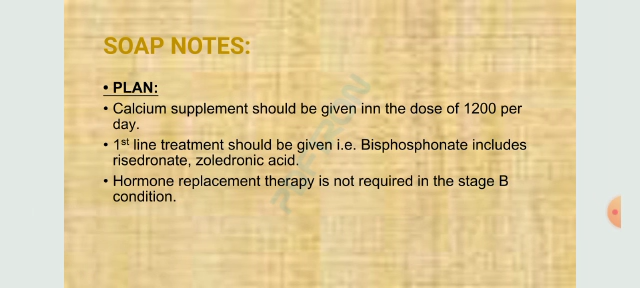 SOAP NOTES:
• PLAN:
• Calcium supplement should be given inn the dose of 1200 per
day.
• 1st line treatment should be given i.e. Bisphosphonate includes
risedronate, zoledronic acid.
• Hormone replacement therapy is not required in the stage B
condition.